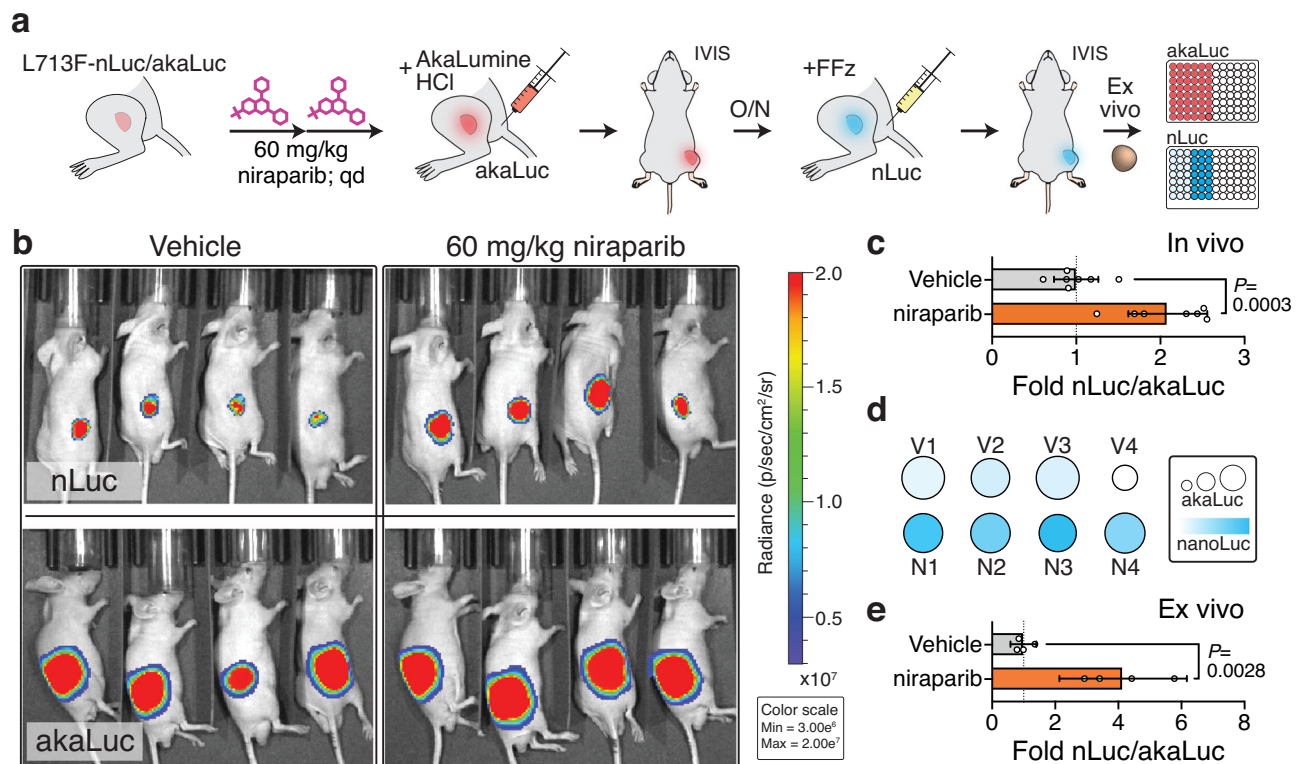 a
L713F-nLuc/akaLuc
60 mg/kg
niraparib; qd
+ AkaLumine
HCl
akaLuc
IVIS
O/N
+FFz
nLuc
IVIS
Ex
vivo
akaLuc
nLuc
b
Vehicle
60 mg/kg niraparib
nLuc
akaLuc
2.0
1.5
1.0
0.5
x10⁷
Radiance (p/sec/cm²/sr)
Color scale
Min = 3.00e⁶
Max = 2.00e⁷
c
In vivo
Vehicle
niraparib
P=
0.0003
0 1 2 3
Fold nLuc/akaLuc
d
V1 V2 V3 V4
N1 N2 N3 N4
akaLuc
nanoLuc
e
Ex vivo
Vehicle
niraparib
P=
0.0028
0 2 4 6 8
Fold nLuc/akaLuc